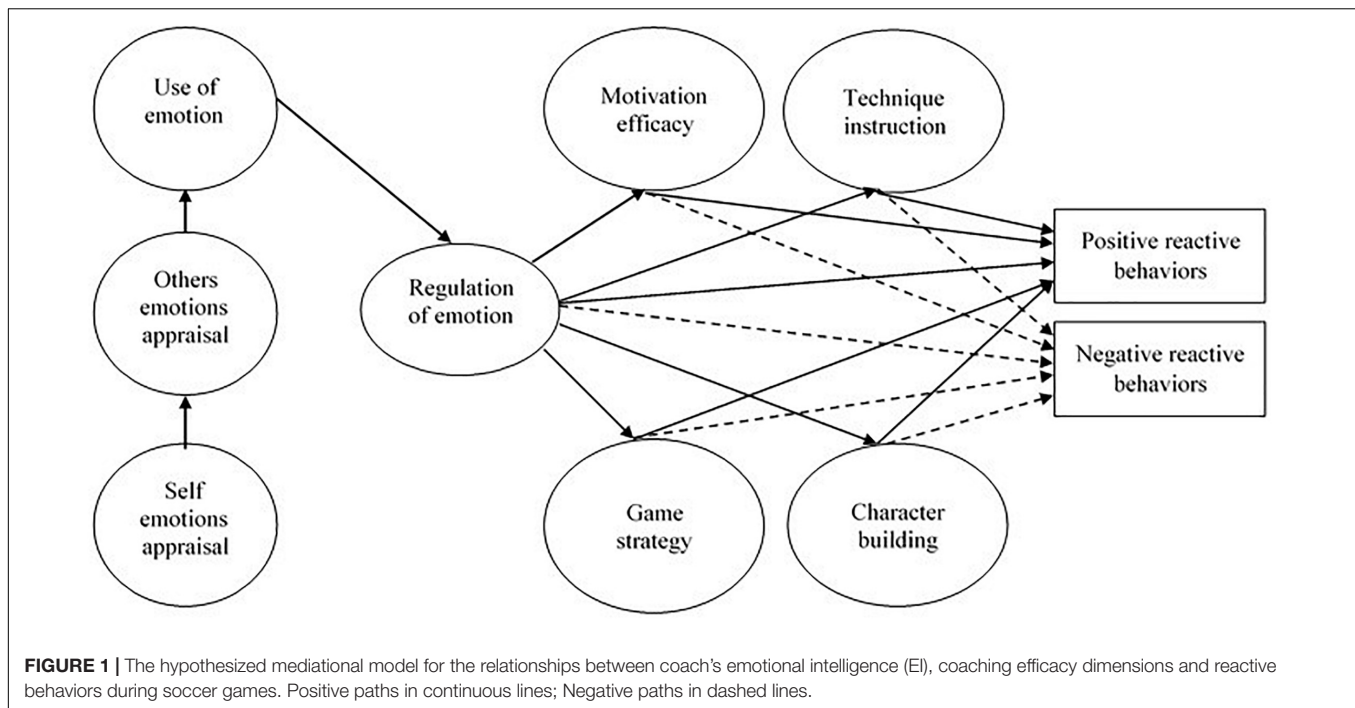 Use of
emotion
Others
emotions
appraisal
Self
emotions
appraisal
Regulation
of emotion
Motivation
efficacy
Technique
instruction
Game
strategy
Character
building
Positive reactive
behaviors
Negative reactive
behaviors
FIGURE 1 | The hypothesized mediational model for the relationships between coach's emotional intelligence (EI), coaching efficacy dimensions and reactive
behaviors during soccer games. Positive paths in continuous lines; Negative paths in dashed lines.